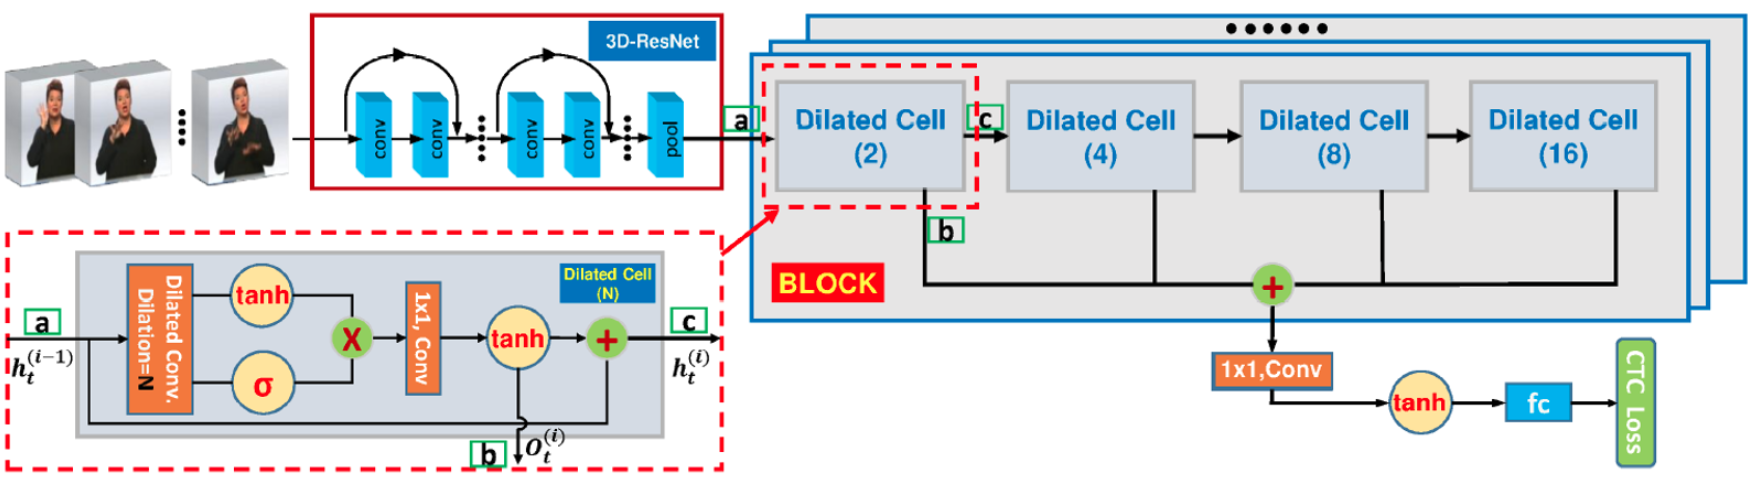 3D-ResNet
conv
conv
conv
conv
pool
a
Dilated Cell
(2)
c
Dilated Cell
(4)
Dilated Cell
(8)
Dilated Cell
(16)
b
BLOCK
+
1x1,Conv
tanh
fc
CTC Loss
Dilated Cell
(N)
a
h_t^{(i-1)}
Dilated Conv.
Dilation=N
tanh
σ
X
1x1, Conv
tanh
+
c
h_t^{(i)}
b
O_t^{(i)}